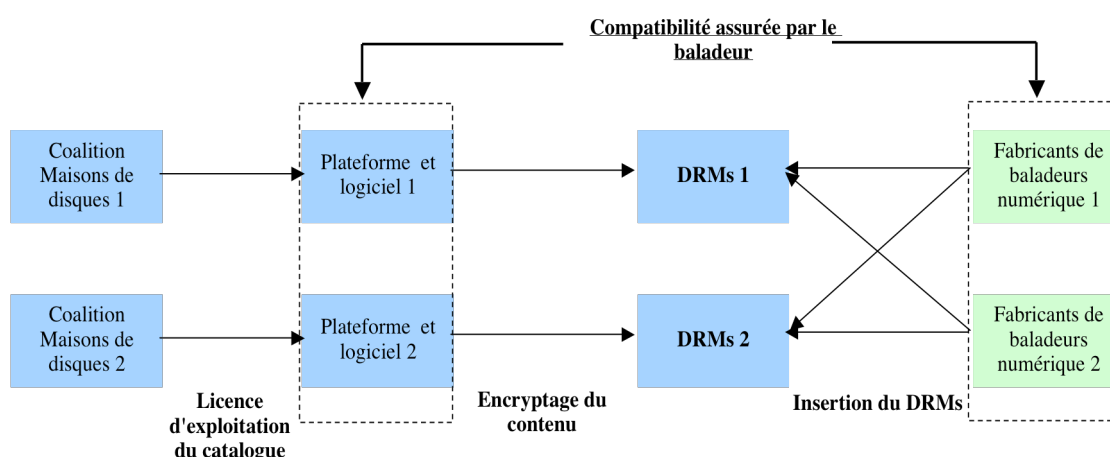 Compatibilité assurée par le
baladeur
Coalition
Maisons de
disques 1
Plateforme et
logiciel 1
DRMs 1
Fabricants de
baladeurs
numérique 1
Coalition
Maisons de
disques 2
Plateforme et
logiciel 2
DRMs 2
Fabricants de
baladeurs
numérique 2
Licence
d'exploitation
du catalogue
Encryptage du
contenu
Insertion du DRMs